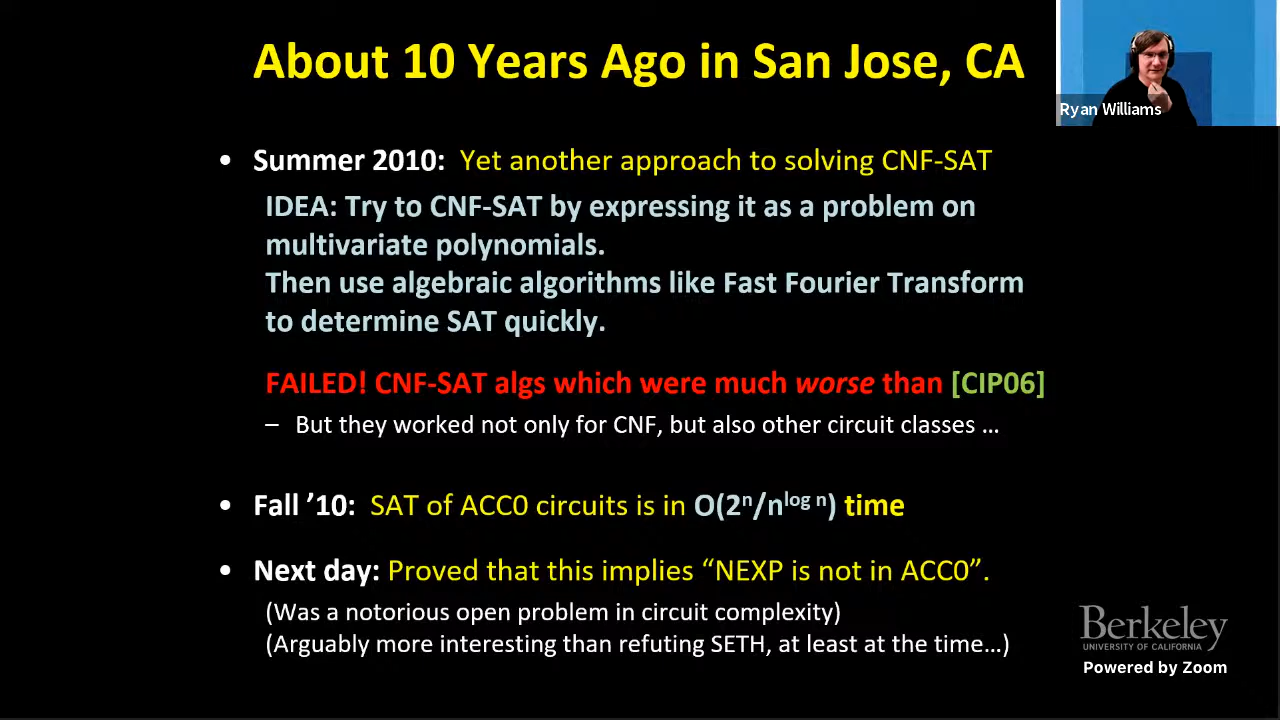 About 10 Years Ago in San Jose, CA
Ryan Williams
• Summer 2010: Yet another approach to solving CNF-SAT
IDEA: Try to CNF-SAT by expressing it as a problem on
multivariate polynomials.
Then use algebraic algorithms like Fast Fourier Transform
to determine SAT quickly.
FAILED! CNF-SAT algs which were much worse than [CIP06]
– But they worked not only for CNF, but also other circuit classes …
• Fall ’10: SAT of ACC0 circuits is in O(2ⁿ/n^{log n}) time
• Next day: Proved that this implies “NEXP is not in ACC0”.
(Was a notorious open problem in circuit complexity)
(Arguably more interesting than refuting SETH, at least at the time…)
Berkeley
UNIVERSITY OF CALIFORNIA
Powered by Zoom